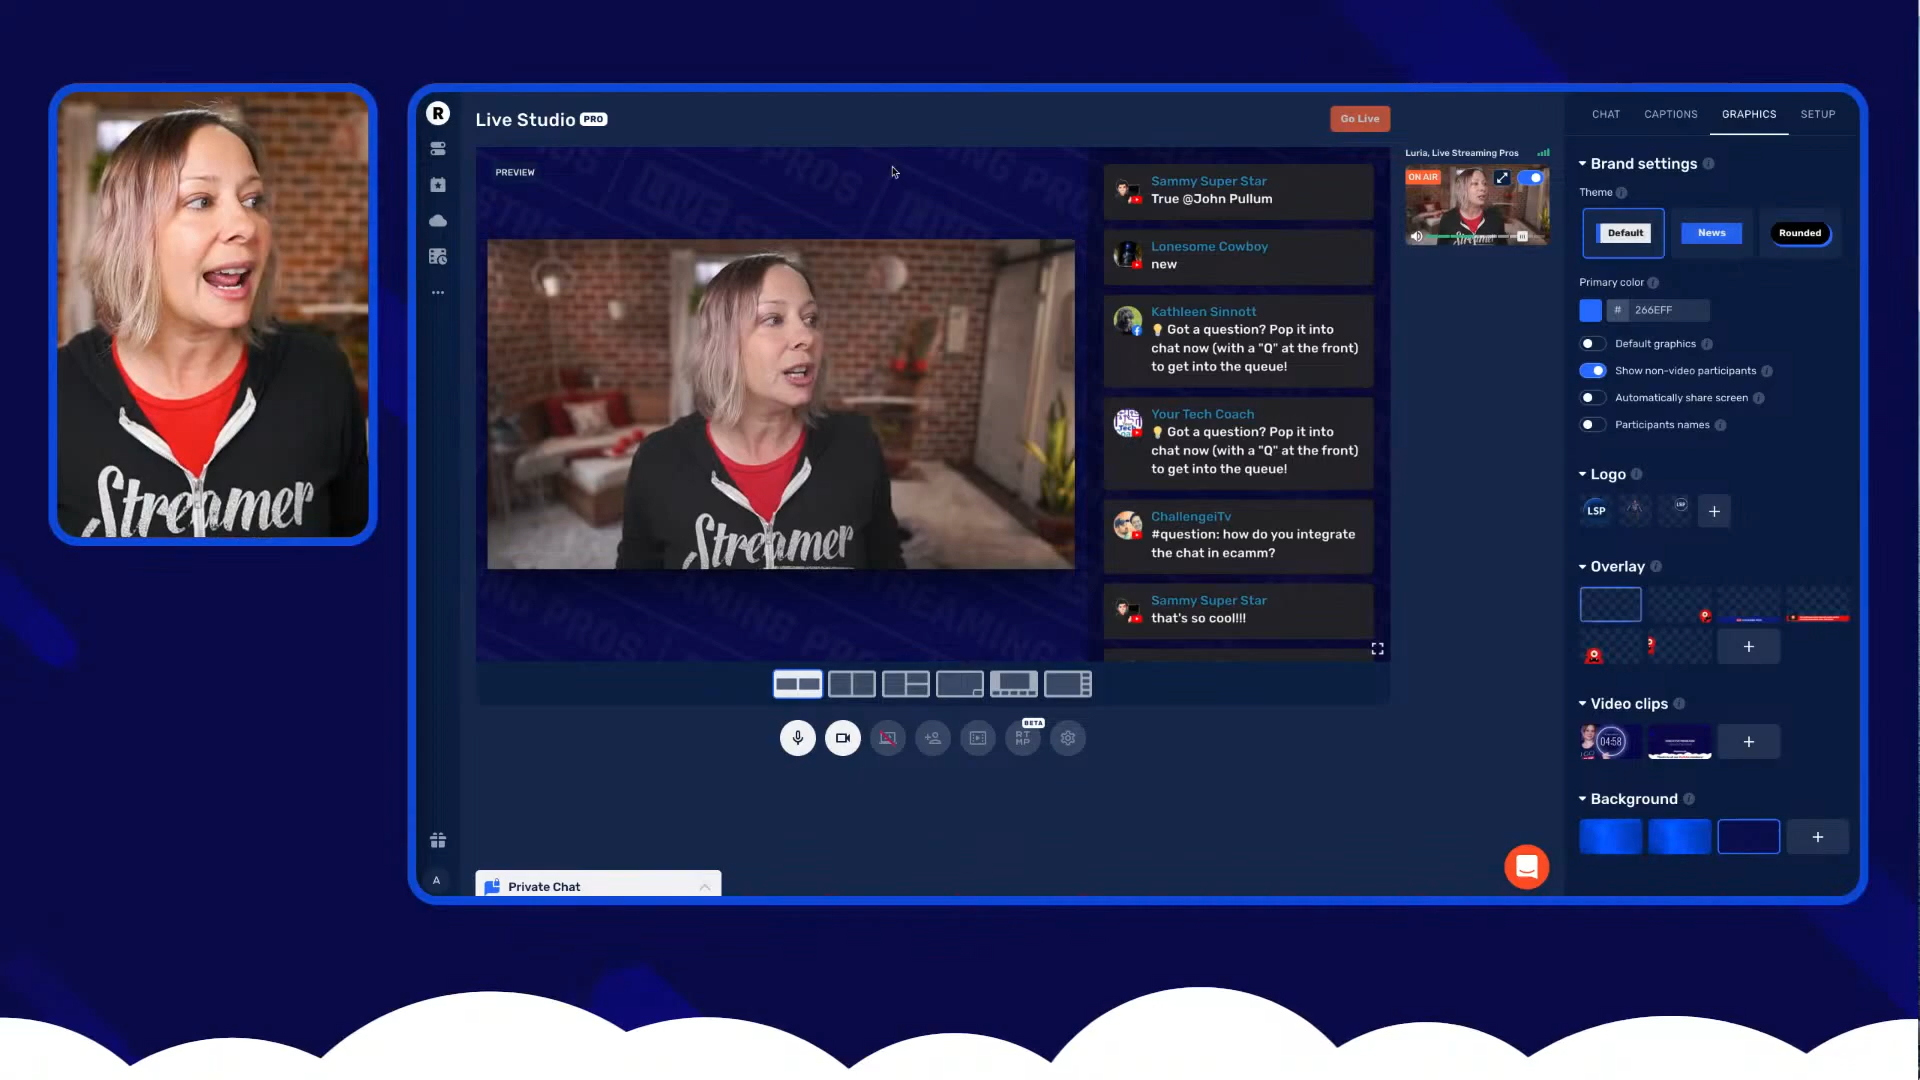 R
Live Studio PRO
Go Live
CHAT
CAPTIONS
GRAPHICS
SETUP
PREVIEW
Streamer
Streamer
Sammy Super Star
True @John Pullum
Lonesome Cowboy
new
Kathleen Sinnott
💡 Got a question? Pop it into
chat now (with a "Q" at the front)
to get into the queue!
Your Tech Coach
💡 Got a question? Pop it into
chat now (with a "Q" at the front)
to get into the queue!
ChallengeiTv
#question: how do you integrate
the chat in ecamm?
Sammy Super Star
that's so cool!!!
Luria, Live Streaming Pros
ON AIR
Streamer
Brand settings
Theme
Default
News
Rounded
Primary color
# 266EFF
Default graphics
Show non-video participants
Automatically share screen
Participants names
Logo
LSP
LSP
Overlay
Video clips
04:58
Background
BETA
RT
MP
A
Private Chat